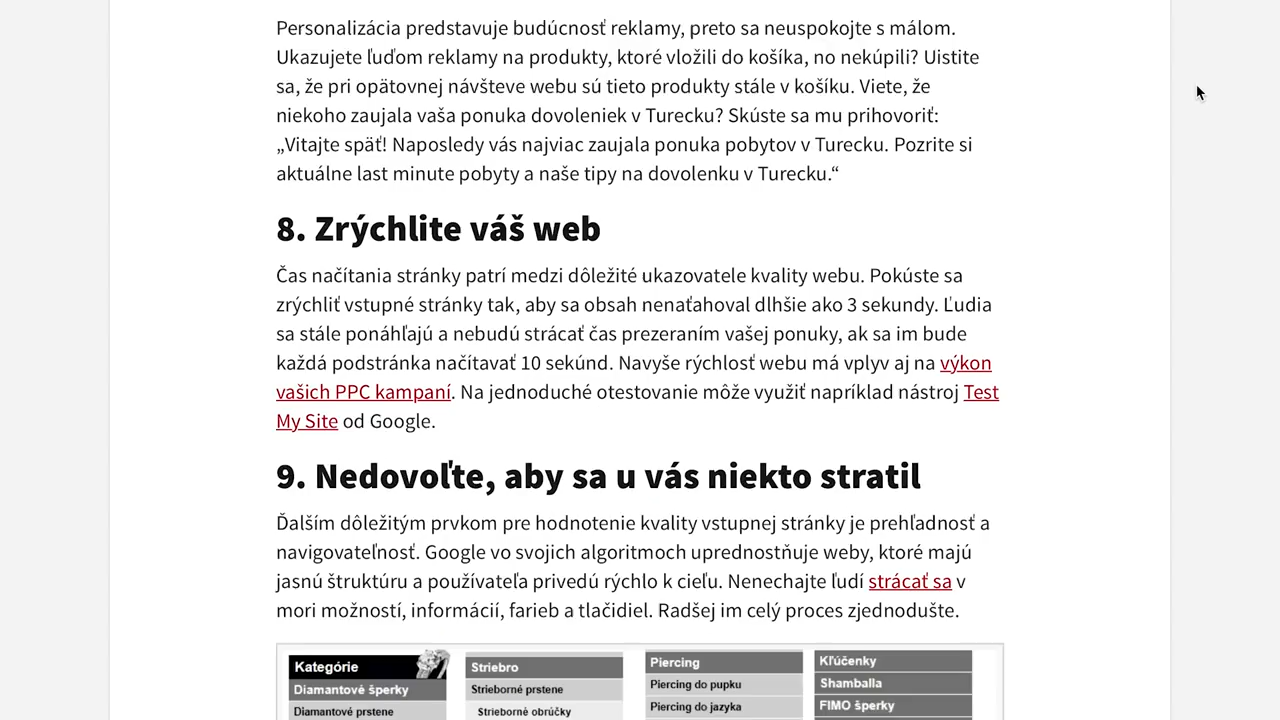 Personalizácia predstavuje budúcnosť reklamy, preto sa neuspokojte s málom.
Ukazujete ľuďom reklamy na produkty, ktoré vložili do košíka, no nekúpili? Uistite
sa, že pri opätovnej návšteve webu sú tieto produkty stále v košíku. Viete, že
niekoho zaujala vaša ponuka dovoleniek v Turecku? Skúste sa mu prihovoriť:
„Vitajte späť! Naposledy vás najviac zaujala ponuka pobytov v Turecku. Pozrite si
aktuálne last minute pobyty a naše tipy na dovolenku v Turecku.“
8. Zrýchlite váš web
Čas načítania stránky patrí medzi dôležité ukazovatele kvality webu. Pokúste sa
zrýchliť vstupné stránky tak, aby sa obsah nenaťahoval dlhšie ako 3 sekundy. Ľudia
sa stále ponáhľajú a nebudú strácať čas prezeraním vašej ponuky, ak sa im bude
každá podstránka načítavať 10 sekúnd. Navyše rýchlosť webu má vplyv aj na výkon
vašich PPC kampaní. Na jednoduché otestovanie môže využiť napríklad nástroj Test
My Site od Google.
9. Nedovoľte, aby sa u vás niekto stratil
Ďalším dôležitým prvkom pre hodnotenie kvality vstupnej stránky je prehľadnosť a
navigovateľnosť. Google vo svojich algoritmoch uprednostňuje weby, ktoré majú
jasnú štruktúru a používateľa privedú rýchlo k cieľu. Nenechajte ľudí strácať sa v
mori možností, informácií, farieb a tlačidiel. Radšej im celý proces zjednodušte.
Kategórie Striebro Piercing Kľúčenky
Diamantové šperky Strieborné prstene Piercing do pupku Shamballa
Diamantové prstene Strieborné obrúčky Piercing do jazyka FIMO šperky